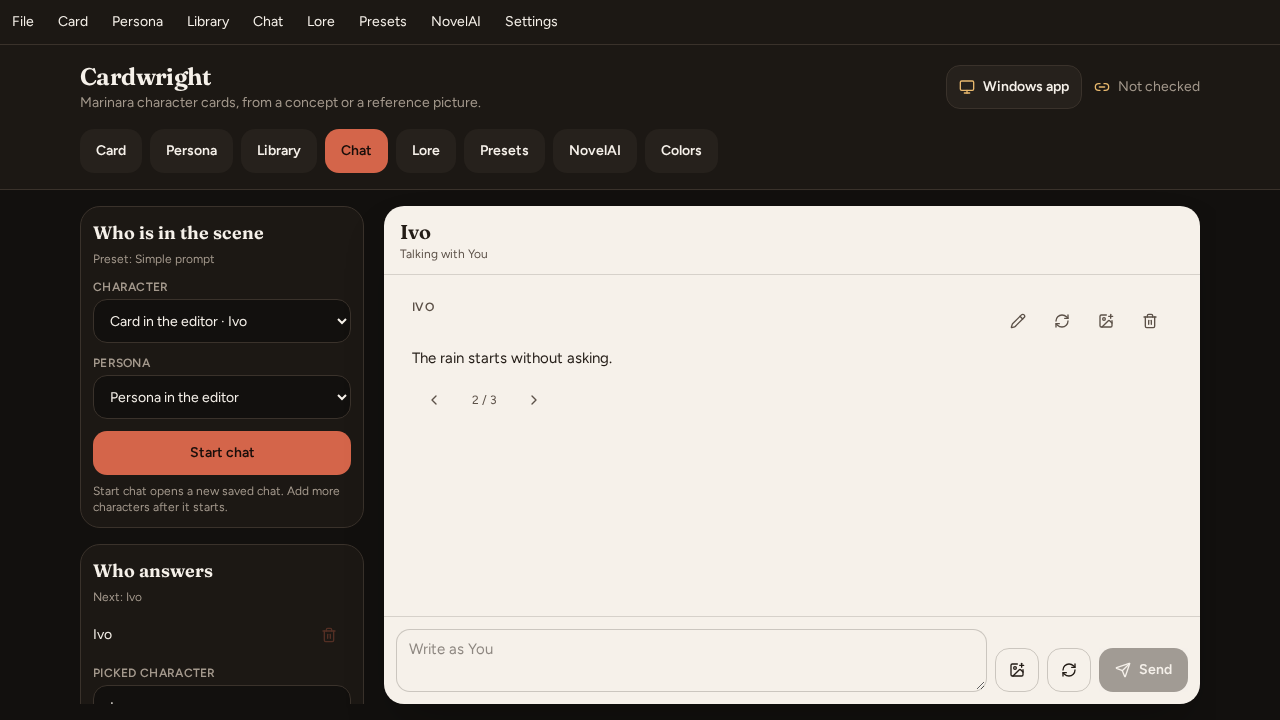 File Card Persona Library Chat Lore Presets NovelAI Settings
Cardwright
Marinara character cards, from a concept or a reference picture.
Windows app
Not checked
Card Persona Library Chat Lore Presets NovelAI Colors
Who is in the scene
Preset: Simple prompt
CHARACTER
Card in the editor · Ivo
PERSONA
Persona in the editor
Start chat
Start chat opens a new saved chat. Add more
characters after it starts.
Who answers
Next: Ivo
Ivo
PICKED CHARACTER
Ivo
Talking with You
IVO
The rain starts without asking.
2 / 3
Write as You
Send